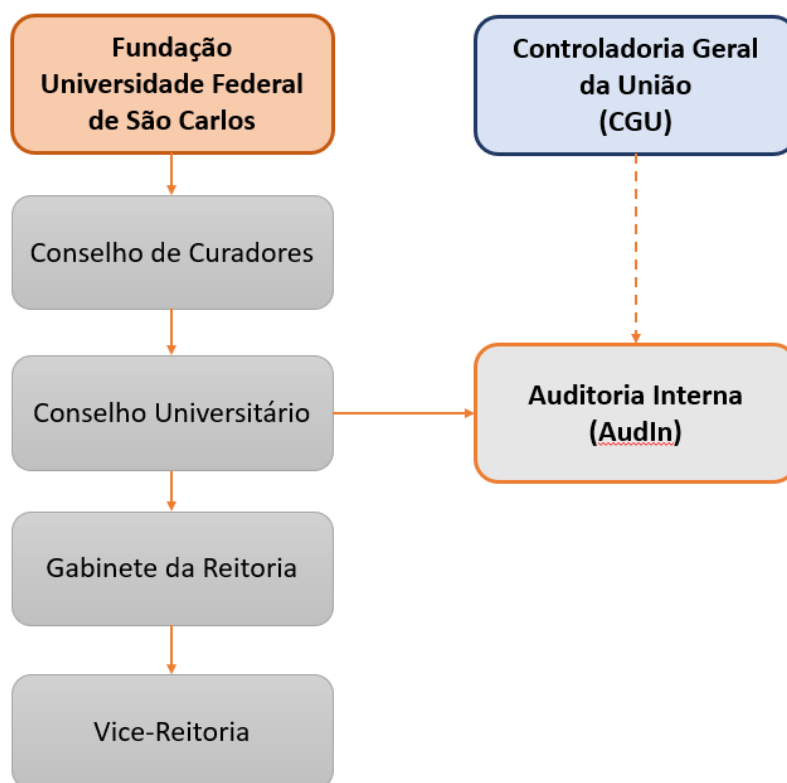 Fundação
Universidade Federal
de São Carlos
Controladoria Geral
da União
(CGU)
Conselho de Curadores
Conselho Universitário
Auditoria Interna
(AudIn)
Gabinete da Reitoria
Vice-Reitoria